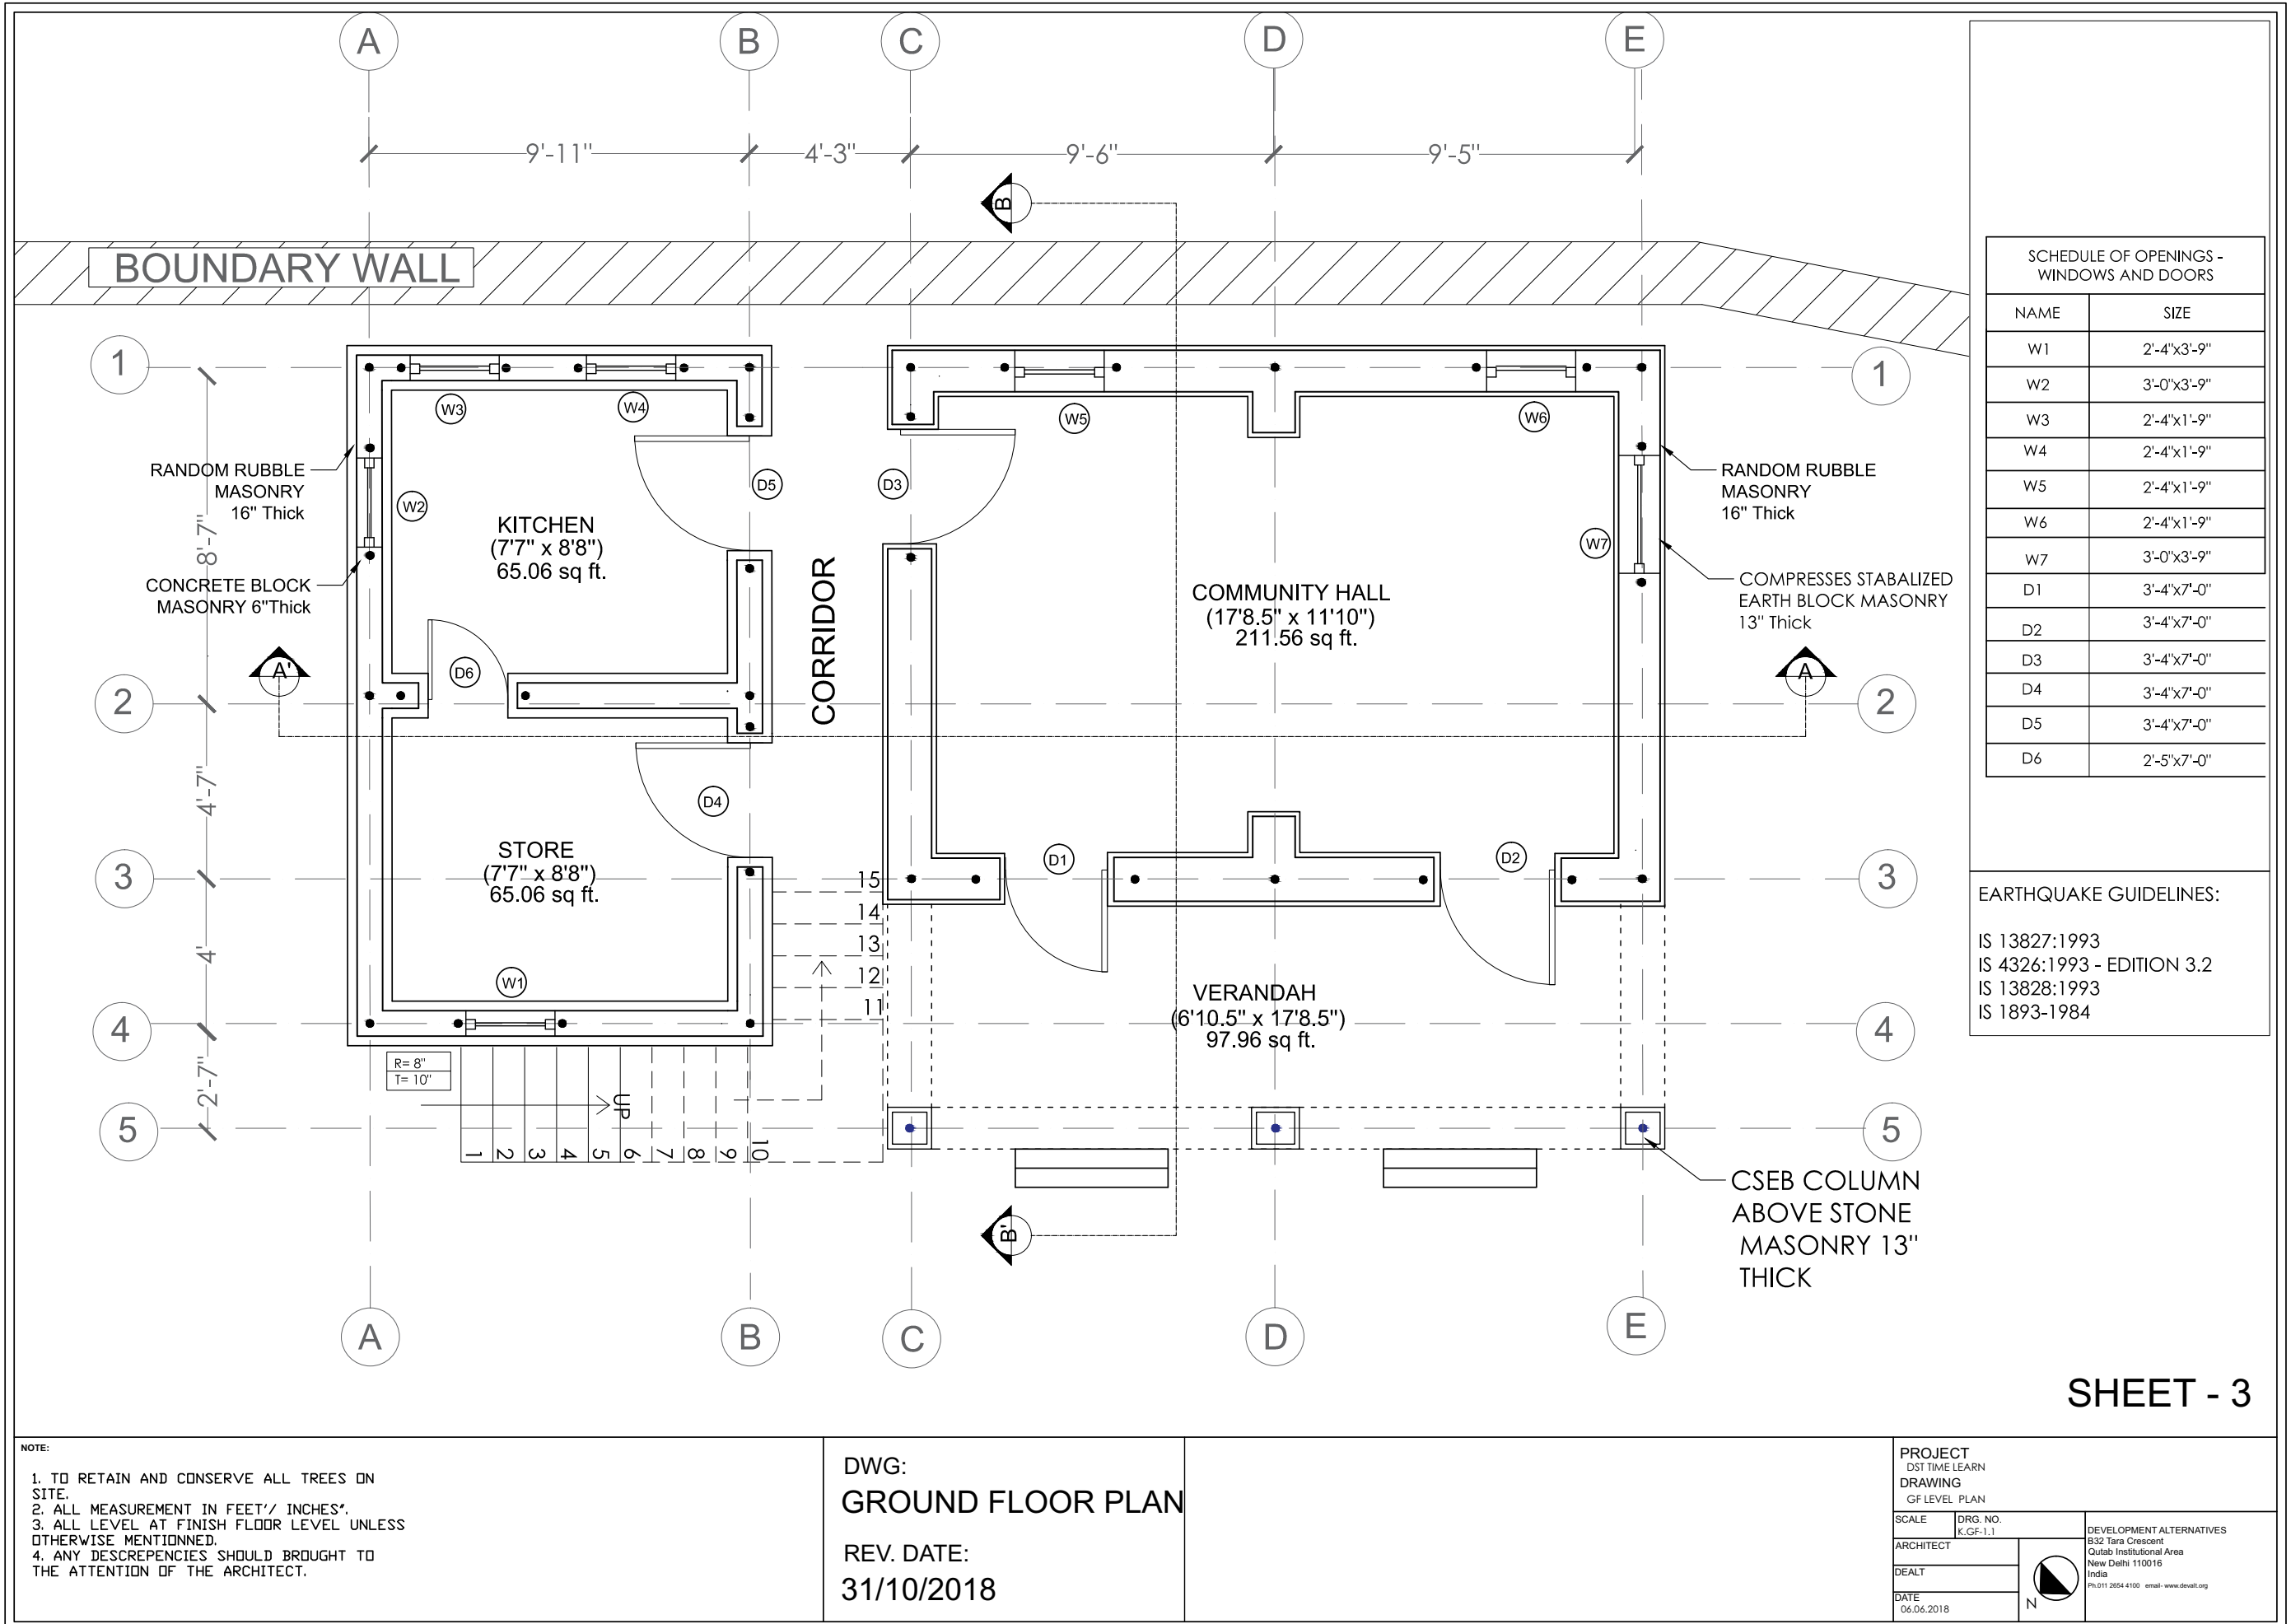 A
B
C
D
E
9'-11"
4'-3"
9'-6"
9'-5"
B
BOUNDARY WALL
1
1
W3
W4
W5
W6
RANDOM RUBBLE
MASONRY
16" Thick
W2
D5
D3
RANDOM RUBBLE
MASONRY
16" Thick
8'-7"
KITCHEN
(7'7" x 8'8")
65.06 sq ft.
W7
CONCRETE BLOCK
MASONRY 6"Thick
COMPRESSES STABALIZED
EARTH BLOCK MASONRY
13" Thick
CORRIDOR
COMMUNITY HALL
(17'8.5" x 11'10")
211.56 sq ft.
A'
D6
A
2
2
4'-7"
D4
STORE
(7'7" x 8'8")
65.06 sq ft.
D1
D2
3
3
15
14
13
12
11
4'
W1
VERANDAH
(6'10.5" x 17'8.5")
97.96 sq ft.
4
4
R= 8"
T= 10"
2'-7"
UP
5
5
1 2 3 4 5 6 7 8 9 10
CSEB COLUMN
ABOVE STONE
MASONRY 13"
THICK
B'
A
B
C
D
E
SCHEDULE OF OPENINGS -
WINDOWS AND DOORS
NAME SIZE
W1 2'-4"x3'-9"
W2 3'-0"x3'-9"
W3 2'-4"x1'-9"
W4 2'-4"x1'-9"
W5 2'-4"x1'-9"
W6 2'-4"x1'-9"
W7 3'-0"x3'-9"
D1 3'-4"x7'-0"
D2 3'-4"x7'-0"
D3 3'-4"x7'-0"
D4 3'-4"x7'-0"
D5 3'-4"x7'-0"
D6 2'-5"x7'-0"
EARTHQUAKE GUIDELINES:
IS 13827:1993
IS 4326:1993 - EDITION 3.2
IS 13828:1993
IS 1893-1984
SHEET - 3
NOTE:
1. TO RETAIN AND CONSERVE ALL TREES ON
SITE.
2. ALL MEASUREMENT IN FEET'/ INCHES".
3. ALL LEVEL AT FINISH FLOOR LEVEL UNLESS
OTHERWISE MENTIONNED.
4. ANY DESCREPENCIES SHOULD BROUGHT TO
THE ATTENTION OF THE ARCHITECT.
DWG:
GROUND FLOOR PLAN
REV. DATE:
31/10/2018
PROJECT
DST TIME LEARN
DRAWING
GF LEVEL PLAN
SCALE
DRG. NO.
K.GF-1.1
ARCHITECT
DEALT
DATE
06.06.2018
N
DEVELOPMENT ALTERNATIVES
B32 Tara Crescent
Qutab Institutional Area
New Delhi 110016
India
Ph.011 2654 4100 email- www.devalt.org